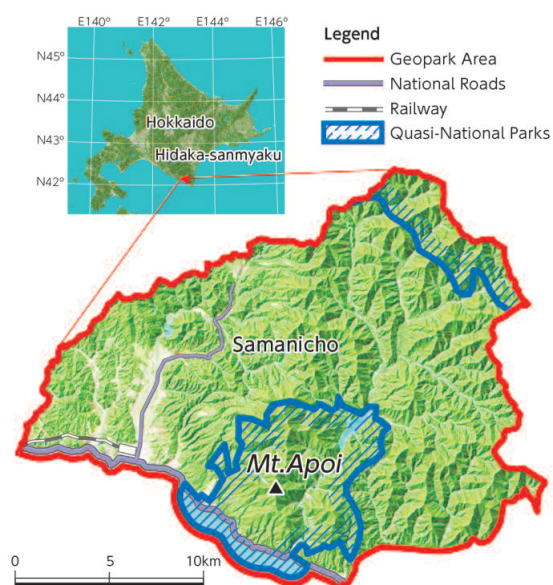 E140° E142° E144° E146°
N45°
N44°
N43°
N42°
Hokkaido
Hidaka-sanmyaku
Legend
Geopark Area
National Roads
Railway
Quasi-National Parks
Samanicho
Mt.Apoi
0 5 10km